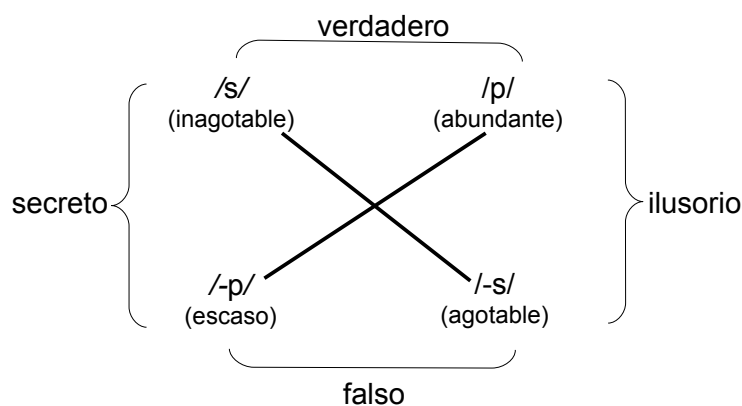 verdadero
/s/ /p/
(inagotable) (abundante)
secreto ilusorio
/-p/ /-s/
(escaso) (agotable)
falso